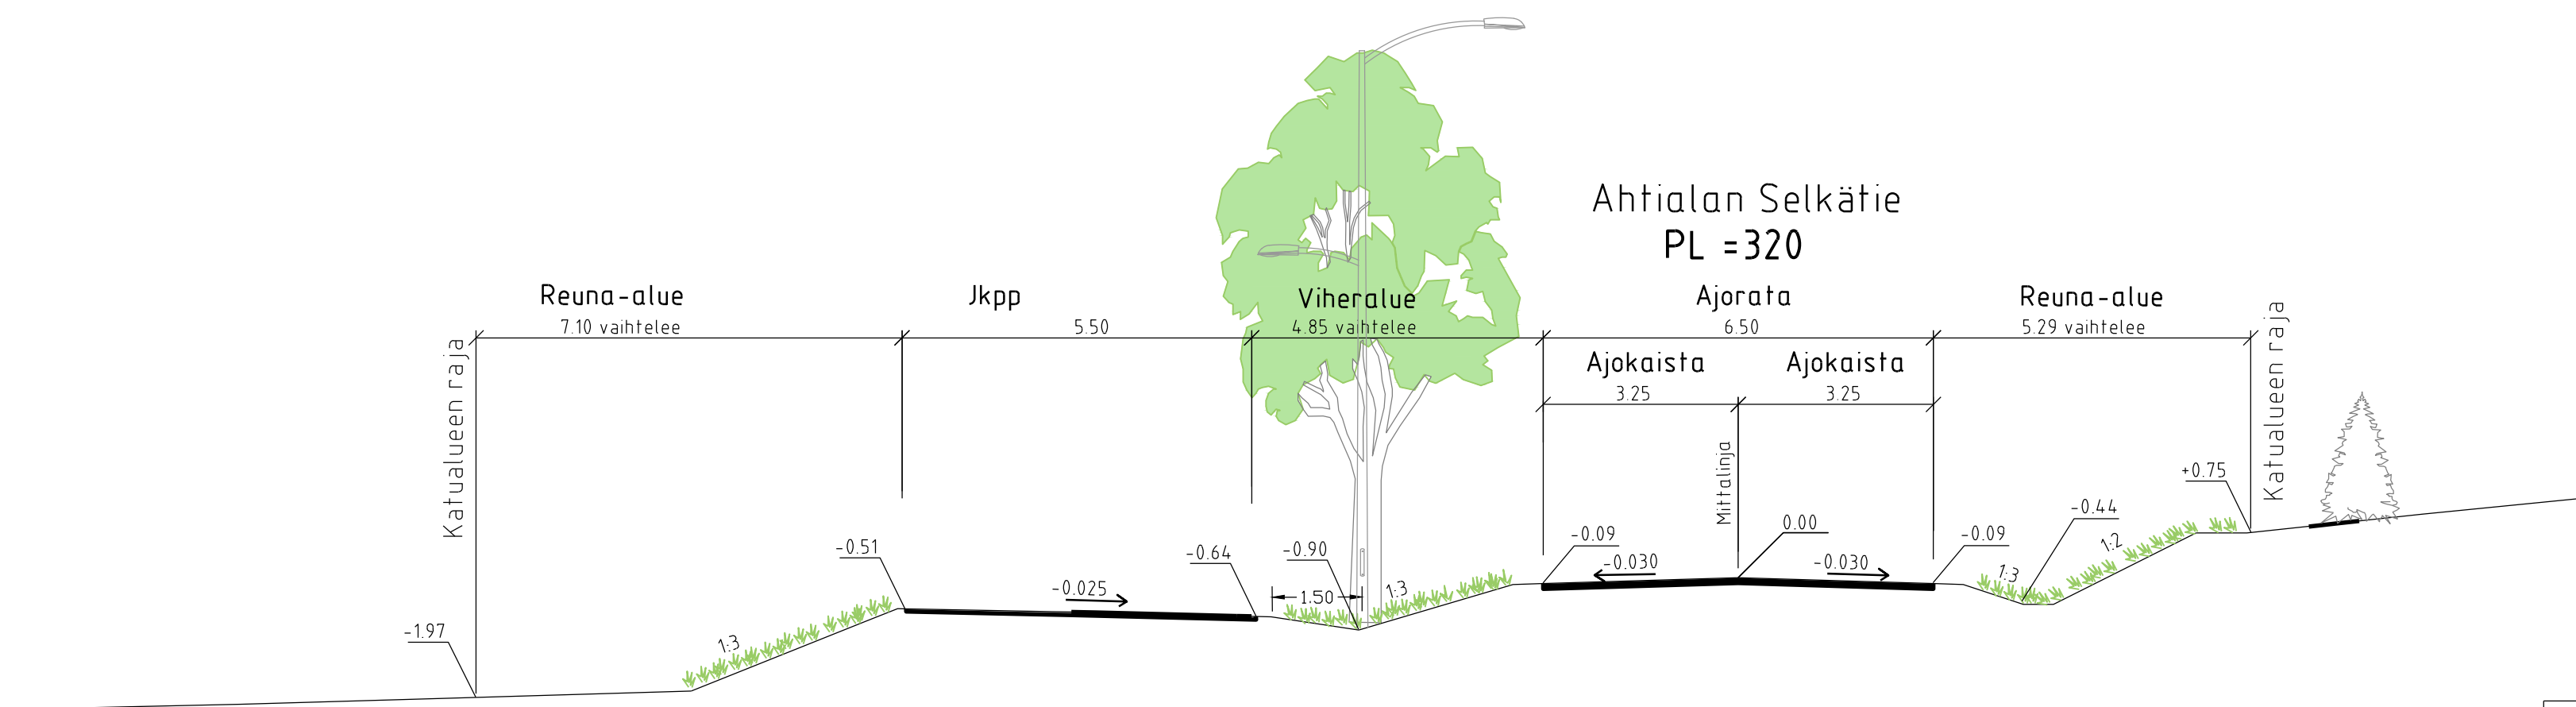 Ahtialan Selkätie
PL =320
Reuna-alue
7.10 vaihtelee
Jkpp
5.50
Viheralue
4.85 vaihtelee
Ajorata
6.50
Reuna-alue
5.29 vaihtelee
Katualueen raja
Ajokaista
3.25
Ajokaista
3.25
Katualueen raja
Mittalinja
-1.97
1:3
-0.51
-0.025
-0.64
-0.90
1.50
1:3
-0.09
-0.030
0.00
-0.030
-0.09
1:3
-0.44
1:2
+0.75